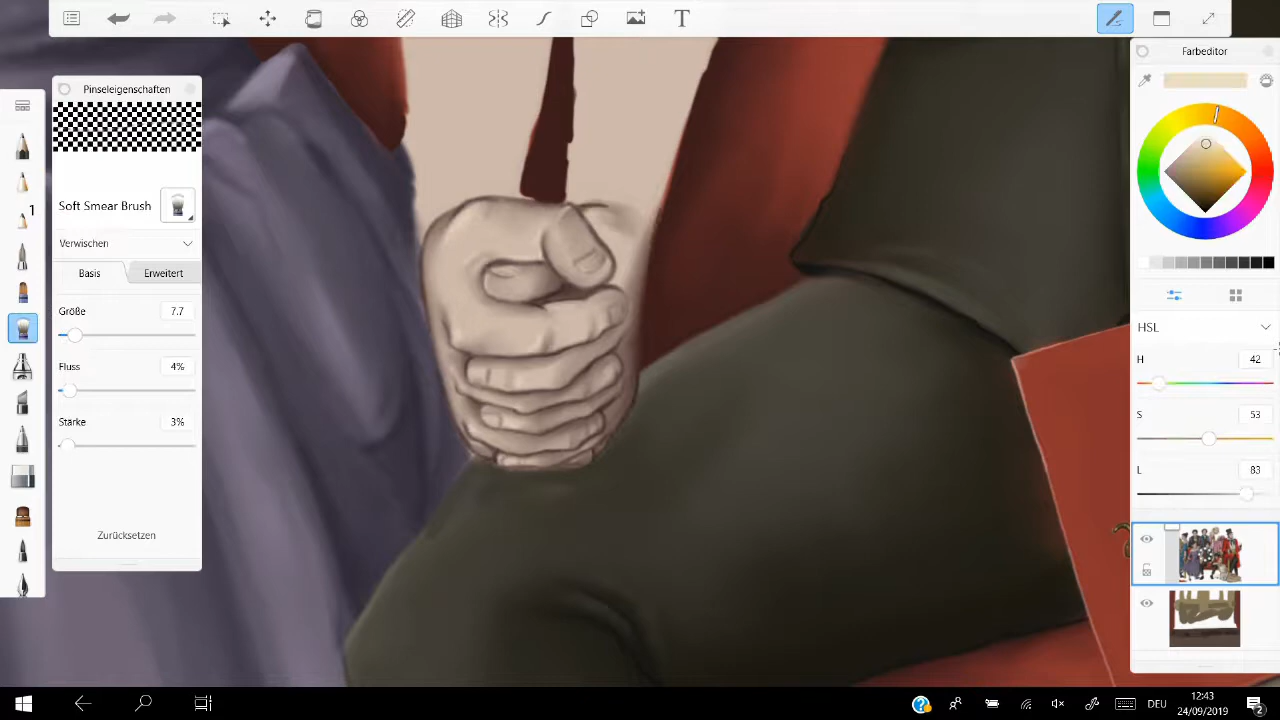 T
Pinseleigenschaften
Soft Smear Brush
Verwischen
Basis Erweitert
Größe 7.7
Fluss 4%
Stärke 3%
Zurücksetzen
1
Farbeditor
HSL
H 42
S 53
L 83
DEU
12:43
24/09/2019
2